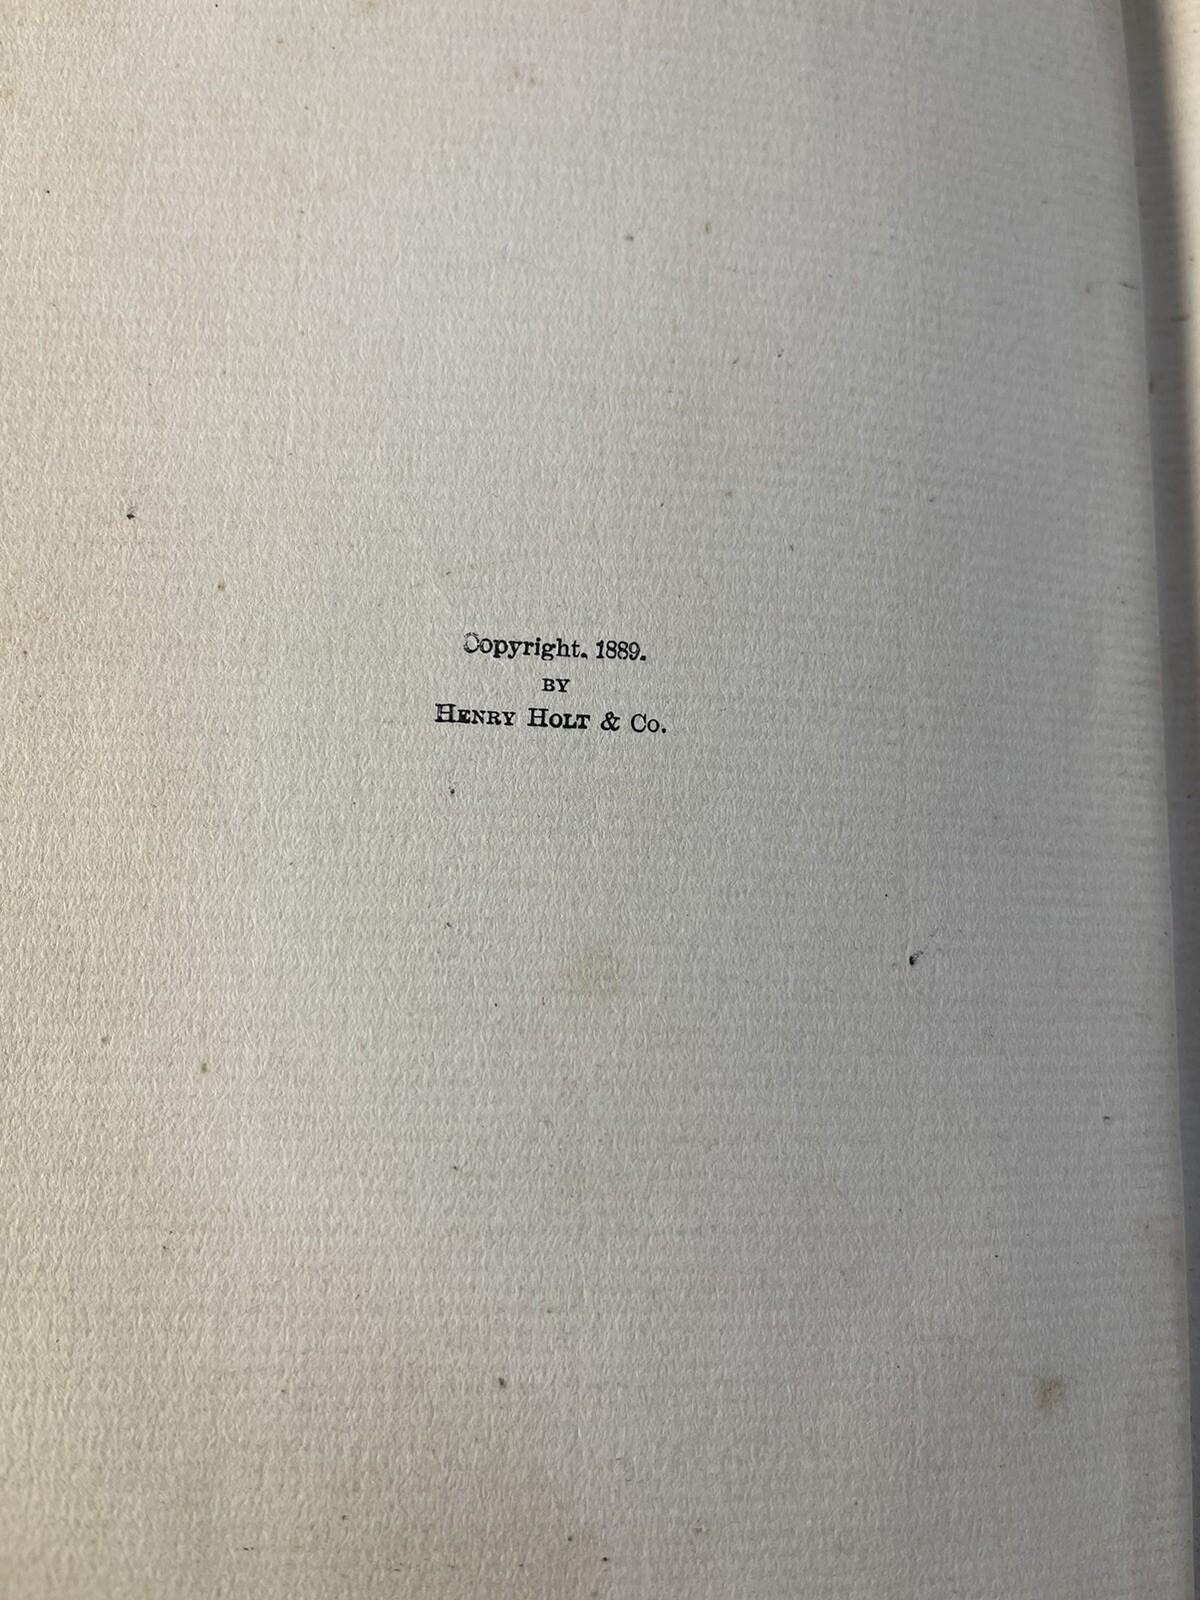 Copyright. 1889.
BY
HENRY HOLT & CO.